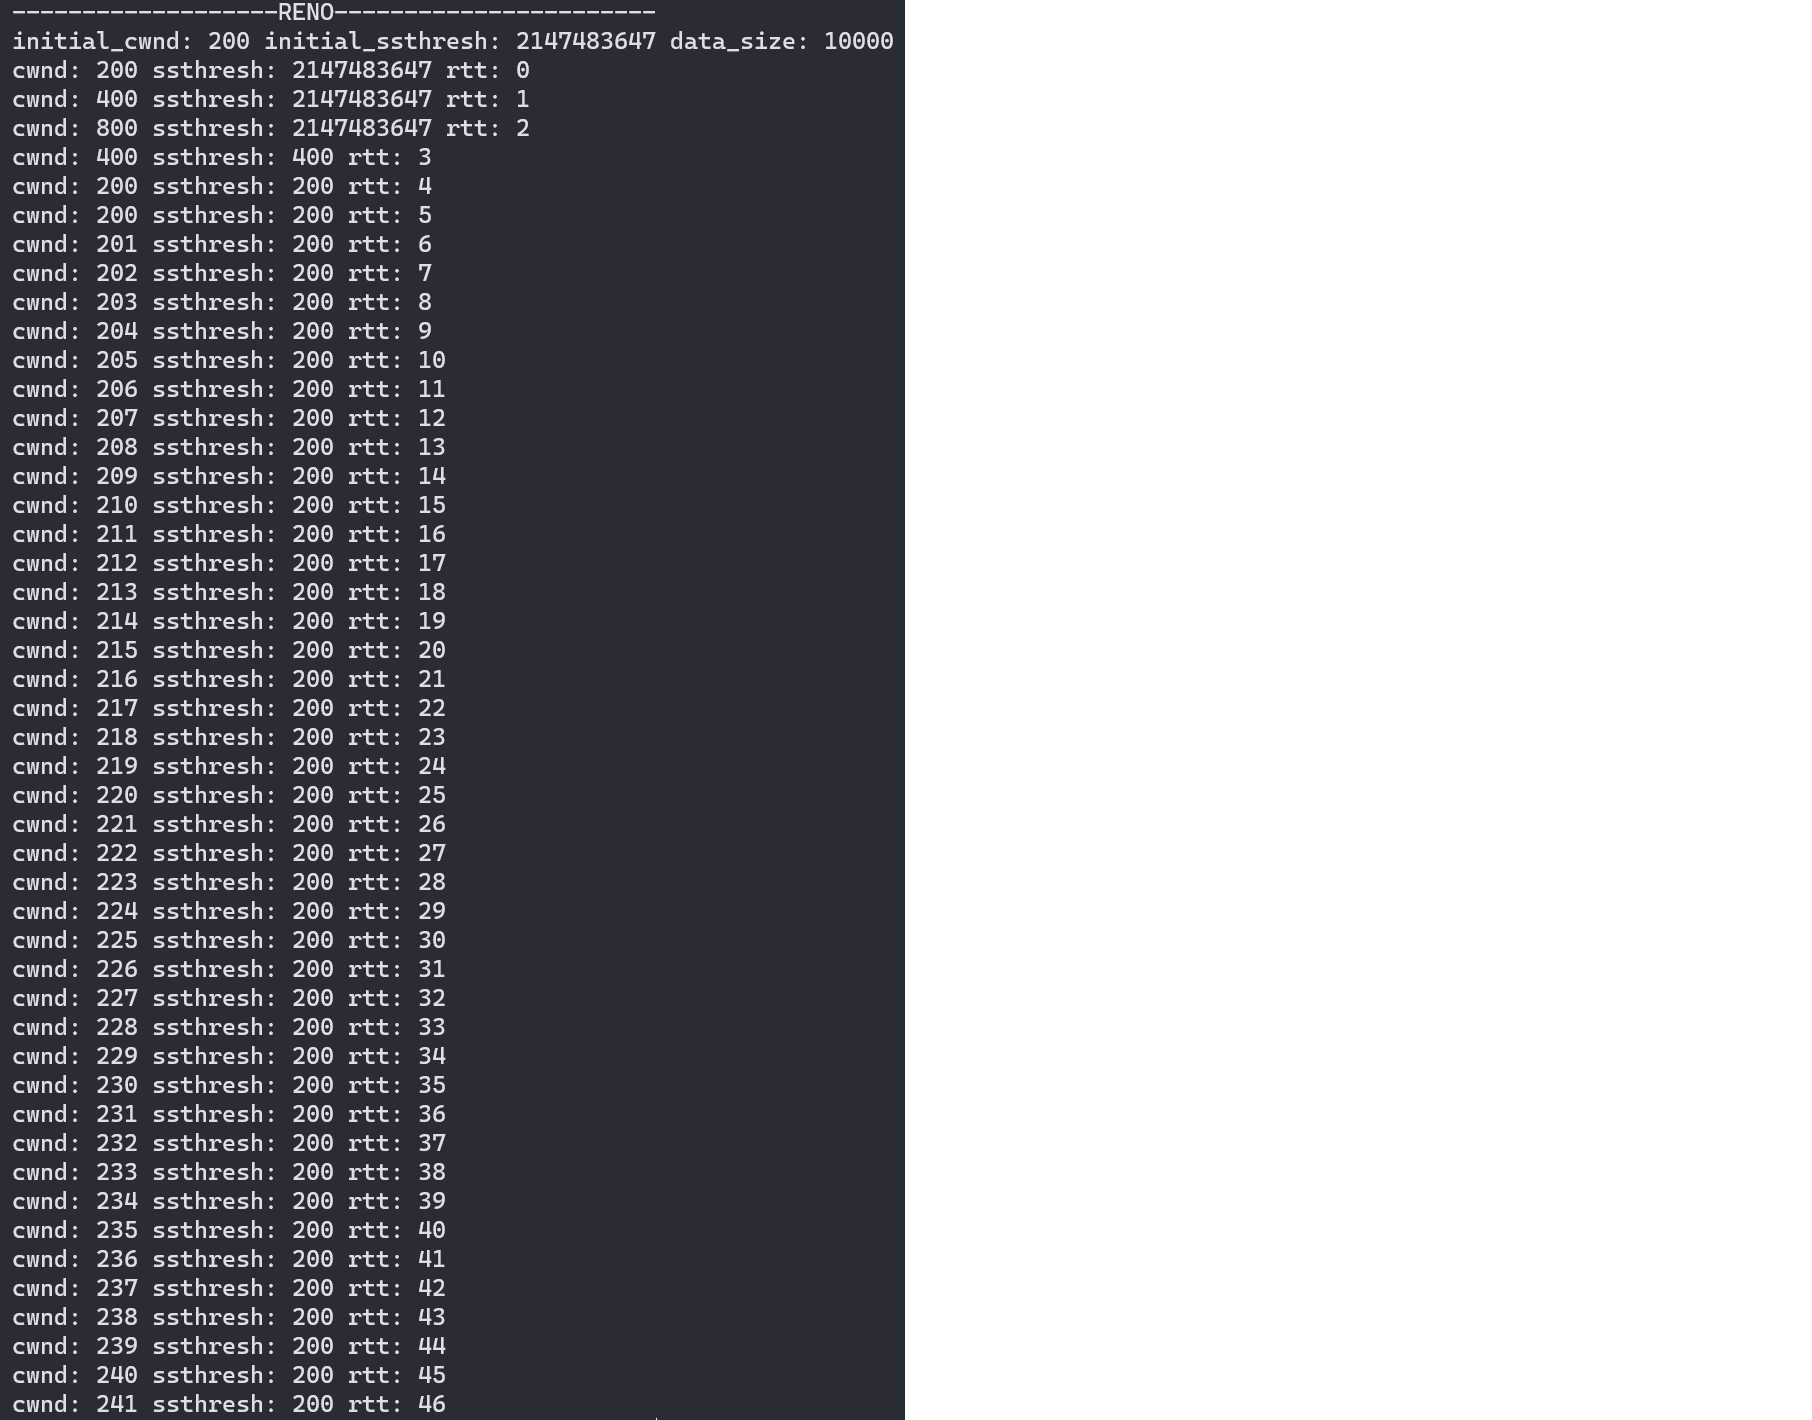 -------------------RENO-----------------------
initial_cwnd: 200 initial_ssthresh: 2147483647 data_size: 10000
cwnd: 200 ssthresh: 2147483647 rtt: 0
cwnd: 400 ssthresh: 2147483647 rtt: 1
cwnd: 800 ssthresh: 2147483647 rtt: 2
cwnd: 400 ssthresh: 400 rtt: 3
cwnd: 200 ssthresh: 200 rtt: 4
cwnd: 200 ssthresh: 200 rtt: 5
cwnd: 201 ssthresh: 200 rtt: 6
cwnd: 202 ssthresh: 200 rtt: 7
cwnd: 203 ssthresh: 200 rtt: 8
cwnd: 204 ssthresh: 200 rtt: 9
cwnd: 205 ssthresh: 200 rtt: 10
cwnd: 206 ssthresh: 200 rtt: 11
cwnd: 207 ssthresh: 200 rtt: 12
cwnd: 208 ssthresh: 200 rtt: 13
cwnd: 209 ssthresh: 200 rtt: 14
cwnd: 210 ssthresh: 200 rtt: 15
cwnd: 211 ssthresh: 200 rtt: 16
cwnd: 212 ssthresh: 200 rtt: 17
cwnd: 213 ssthresh: 200 rtt: 18
cwnd: 214 ssthresh: 200 rtt: 19
cwnd: 215 ssthresh: 200 rtt: 20
cwnd: 216 ssthresh: 200 rtt: 21
cwnd: 217 ssthresh: 200 rtt: 22
cwnd: 218 ssthresh: 200 rtt: 23
cwnd: 219 ssthresh: 200 rtt: 24
cwnd: 220 ssthresh: 200 rtt: 25
cwnd: 221 ssthresh: 200 rtt: 26
cwnd: 222 ssthresh: 200 rtt: 27
cwnd: 223 ssthresh: 200 rtt: 28
cwnd: 224 ssthresh: 200 rtt: 29
cwnd: 225 ssthresh: 200 rtt: 30
cwnd: 226 ssthresh: 200 rtt: 31
cwnd: 227 ssthresh: 200 rtt: 32
cwnd: 228 ssthresh: 200 rtt: 33
cwnd: 229 ssthresh: 200 rtt: 34
cwnd: 230 ssthresh: 200 rtt: 35
cwnd: 231 ssthresh: 200 rtt: 36
cwnd: 232 ssthresh: 200 rtt: 37
cwnd: 233 ssthresh: 200 rtt: 38
cwnd: 234 ssthresh: 200 rtt: 39
cwnd: 235 ssthresh: 200 rtt: 40
cwnd: 236 ssthresh: 200 rtt: 41
cwnd: 237 ssthresh: 200 rtt: 42
cwnd: 238 ssthresh: 200 rtt: 43
cwnd: 239 ssthresh: 200 rtt: 44
cwnd: 240 ssthresh: 200 rtt: 45
cwnd: 241 ssthresh: 200 rtt: 46